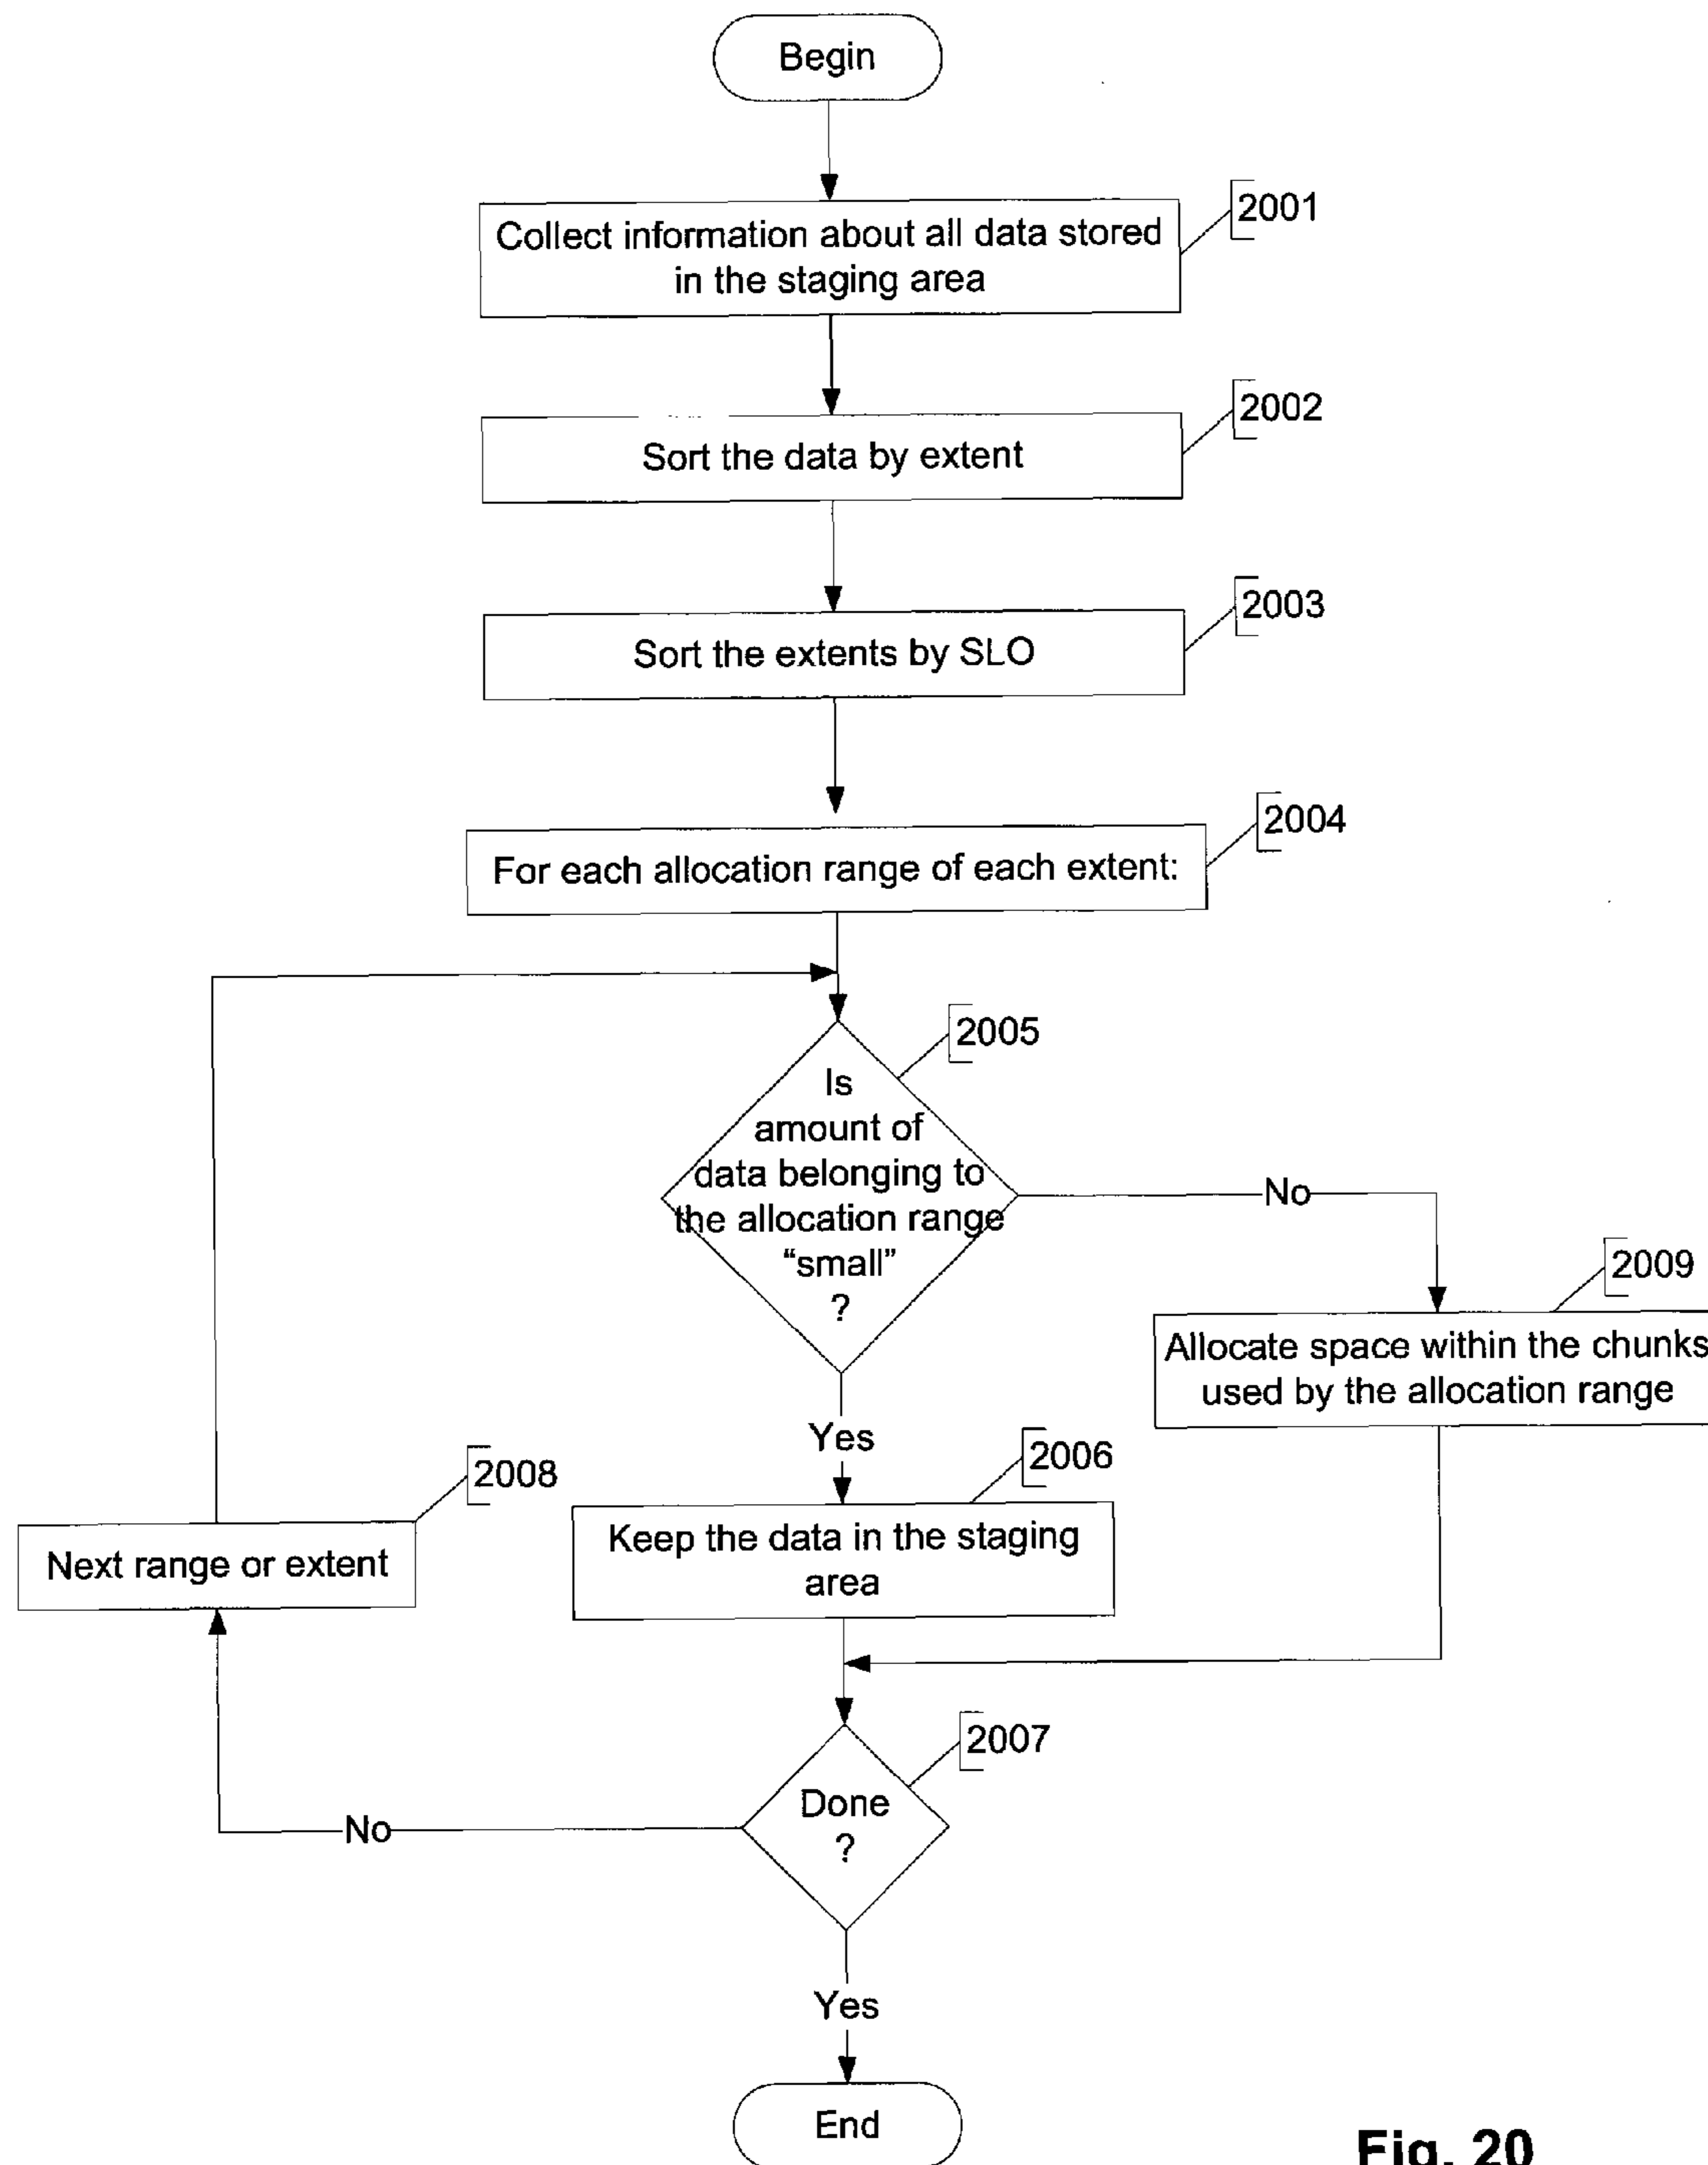 Begin
2001
Collect information about all data stored
in the staging area
2002
Sort the data by extent
2003
Sort the extents by SLO
2004
For each allocation range of each extent:
2005
Is
amount of
data belonging to
the allocation range
“small”
?
No
2009
Allocate space within the chunks
used by the allocation range
Yes
2006
Keep the data in the staging
area
2008
Next range or extent
2007
Done
?
No
Yes
End
Fig. 20